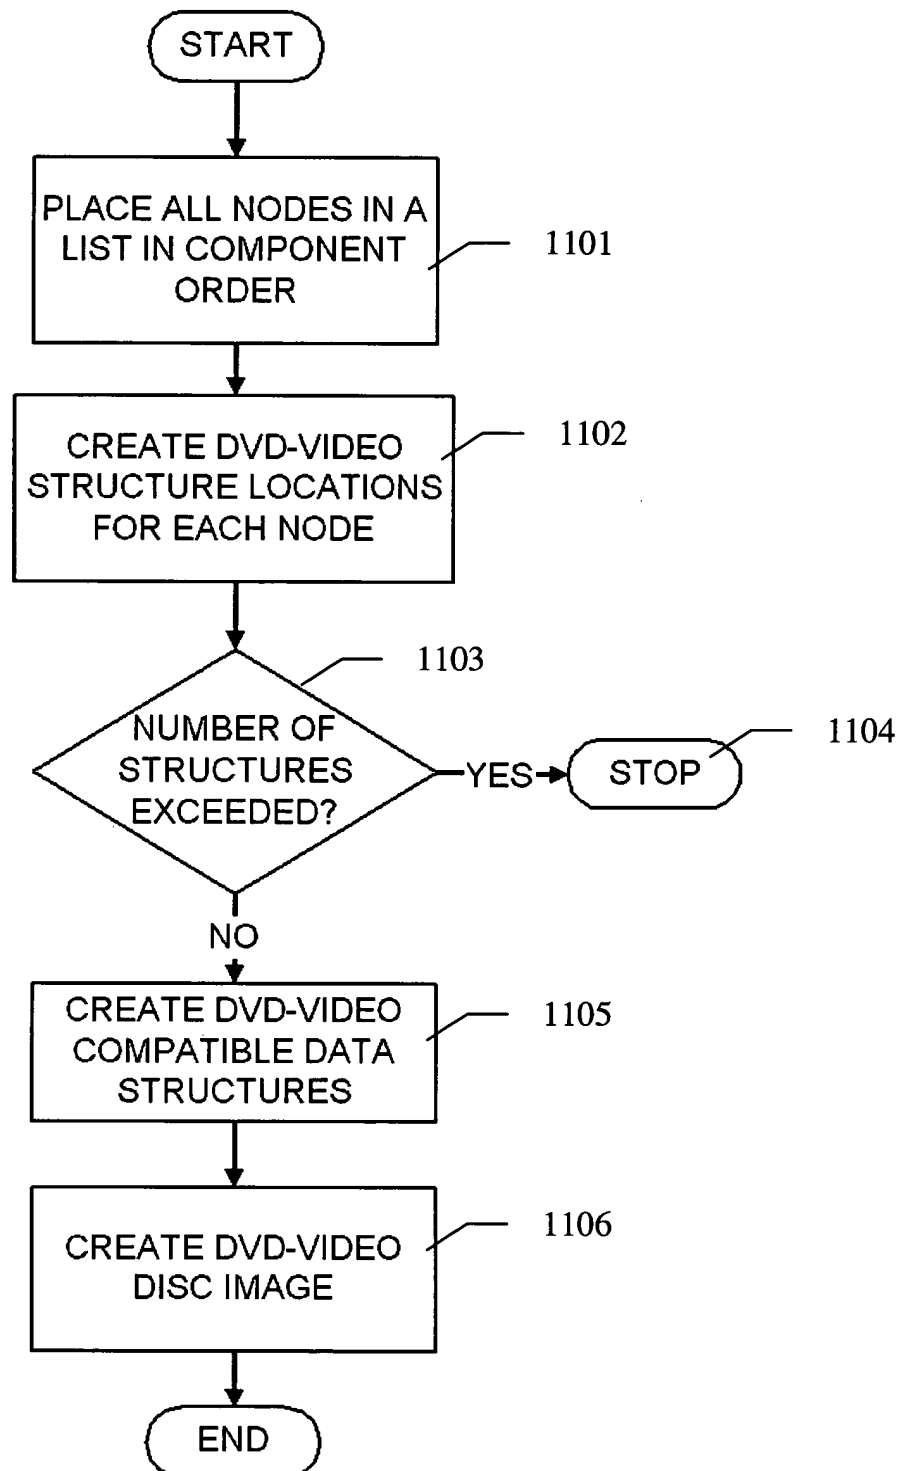 START
PLACE ALL NODES IN A
LIST IN COMPONENT
ORDER
1101
CREATE DVD-VIDEO
STRUCTURE LOCATIONS
FOR EACH NODE
1102
1103
NUMBER OF
STRUCTURES
EXCEEDED?
YES
STOP
1104
NO
CREATE DVD-VIDEO
COMPATIBLE DATA
STRUCTURES
1105
CREATE DVD-VIDEO
DISC IMAGE
1106
END